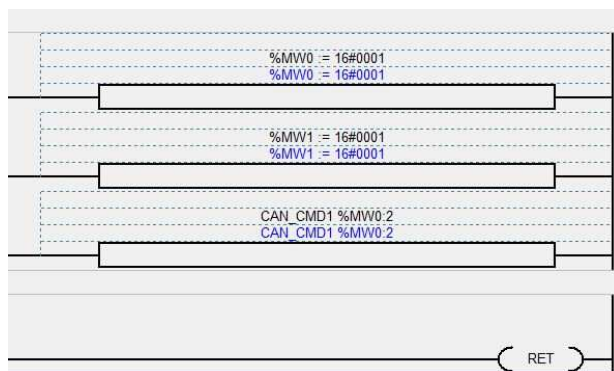 %MW0 := 16#0001
%MW0 := 16#0001
%MW1 := 16#0001
%MW1 := 16#0001
CAN_CMD1 %MW0:2
CAN_CMD1 %MW0:2
RET